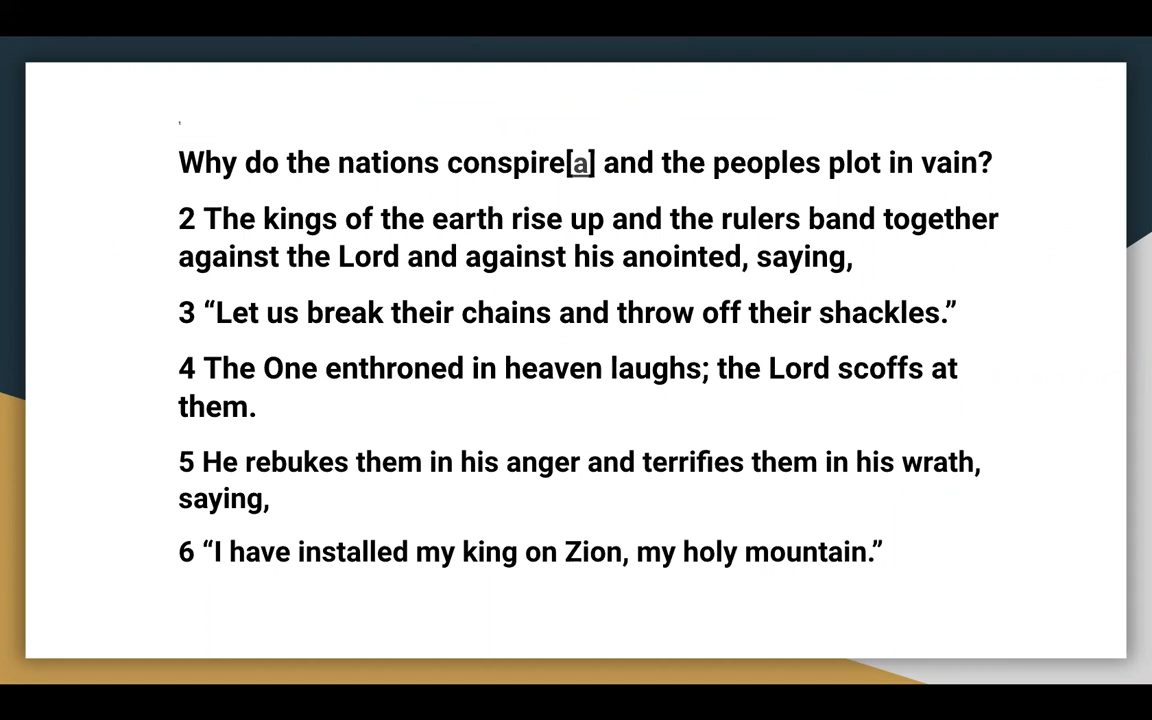 Why do the nations conspire[a] and the peoples plot in vain?
2 The kings of the earth rise up and the rulers band together
against the Lord and against his anointed, saying,
3 “Let us break their chains and throw off their shackles.”
4 The One enthroned in heaven laughs; the Lord scoffs at
them.
5 He rebukes them in his anger and terrifies them in his wrath,
saying,
6 “I have installed my king on Zion, my holy mountain.”